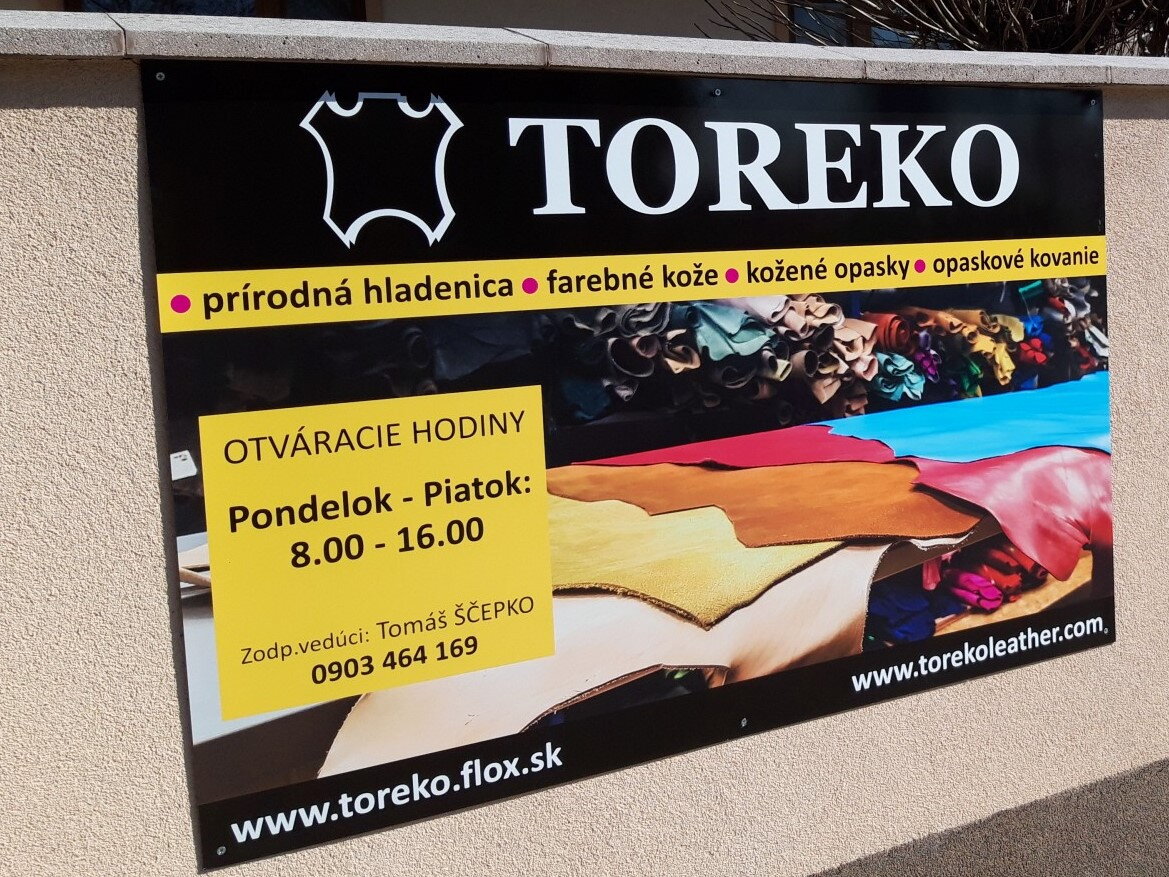 TOREKO
• prírodná hladenica • farebné kože • kožené opasky • opaskové kovanie
OTVÁRACIE HODINY
Pondelok - Piatok:
8.00 - 16.00
Zodp.vedúci: Tomáš ŠČEPKO
0903 464 169
www.toreko.flox.sk
www.torekoleather.com